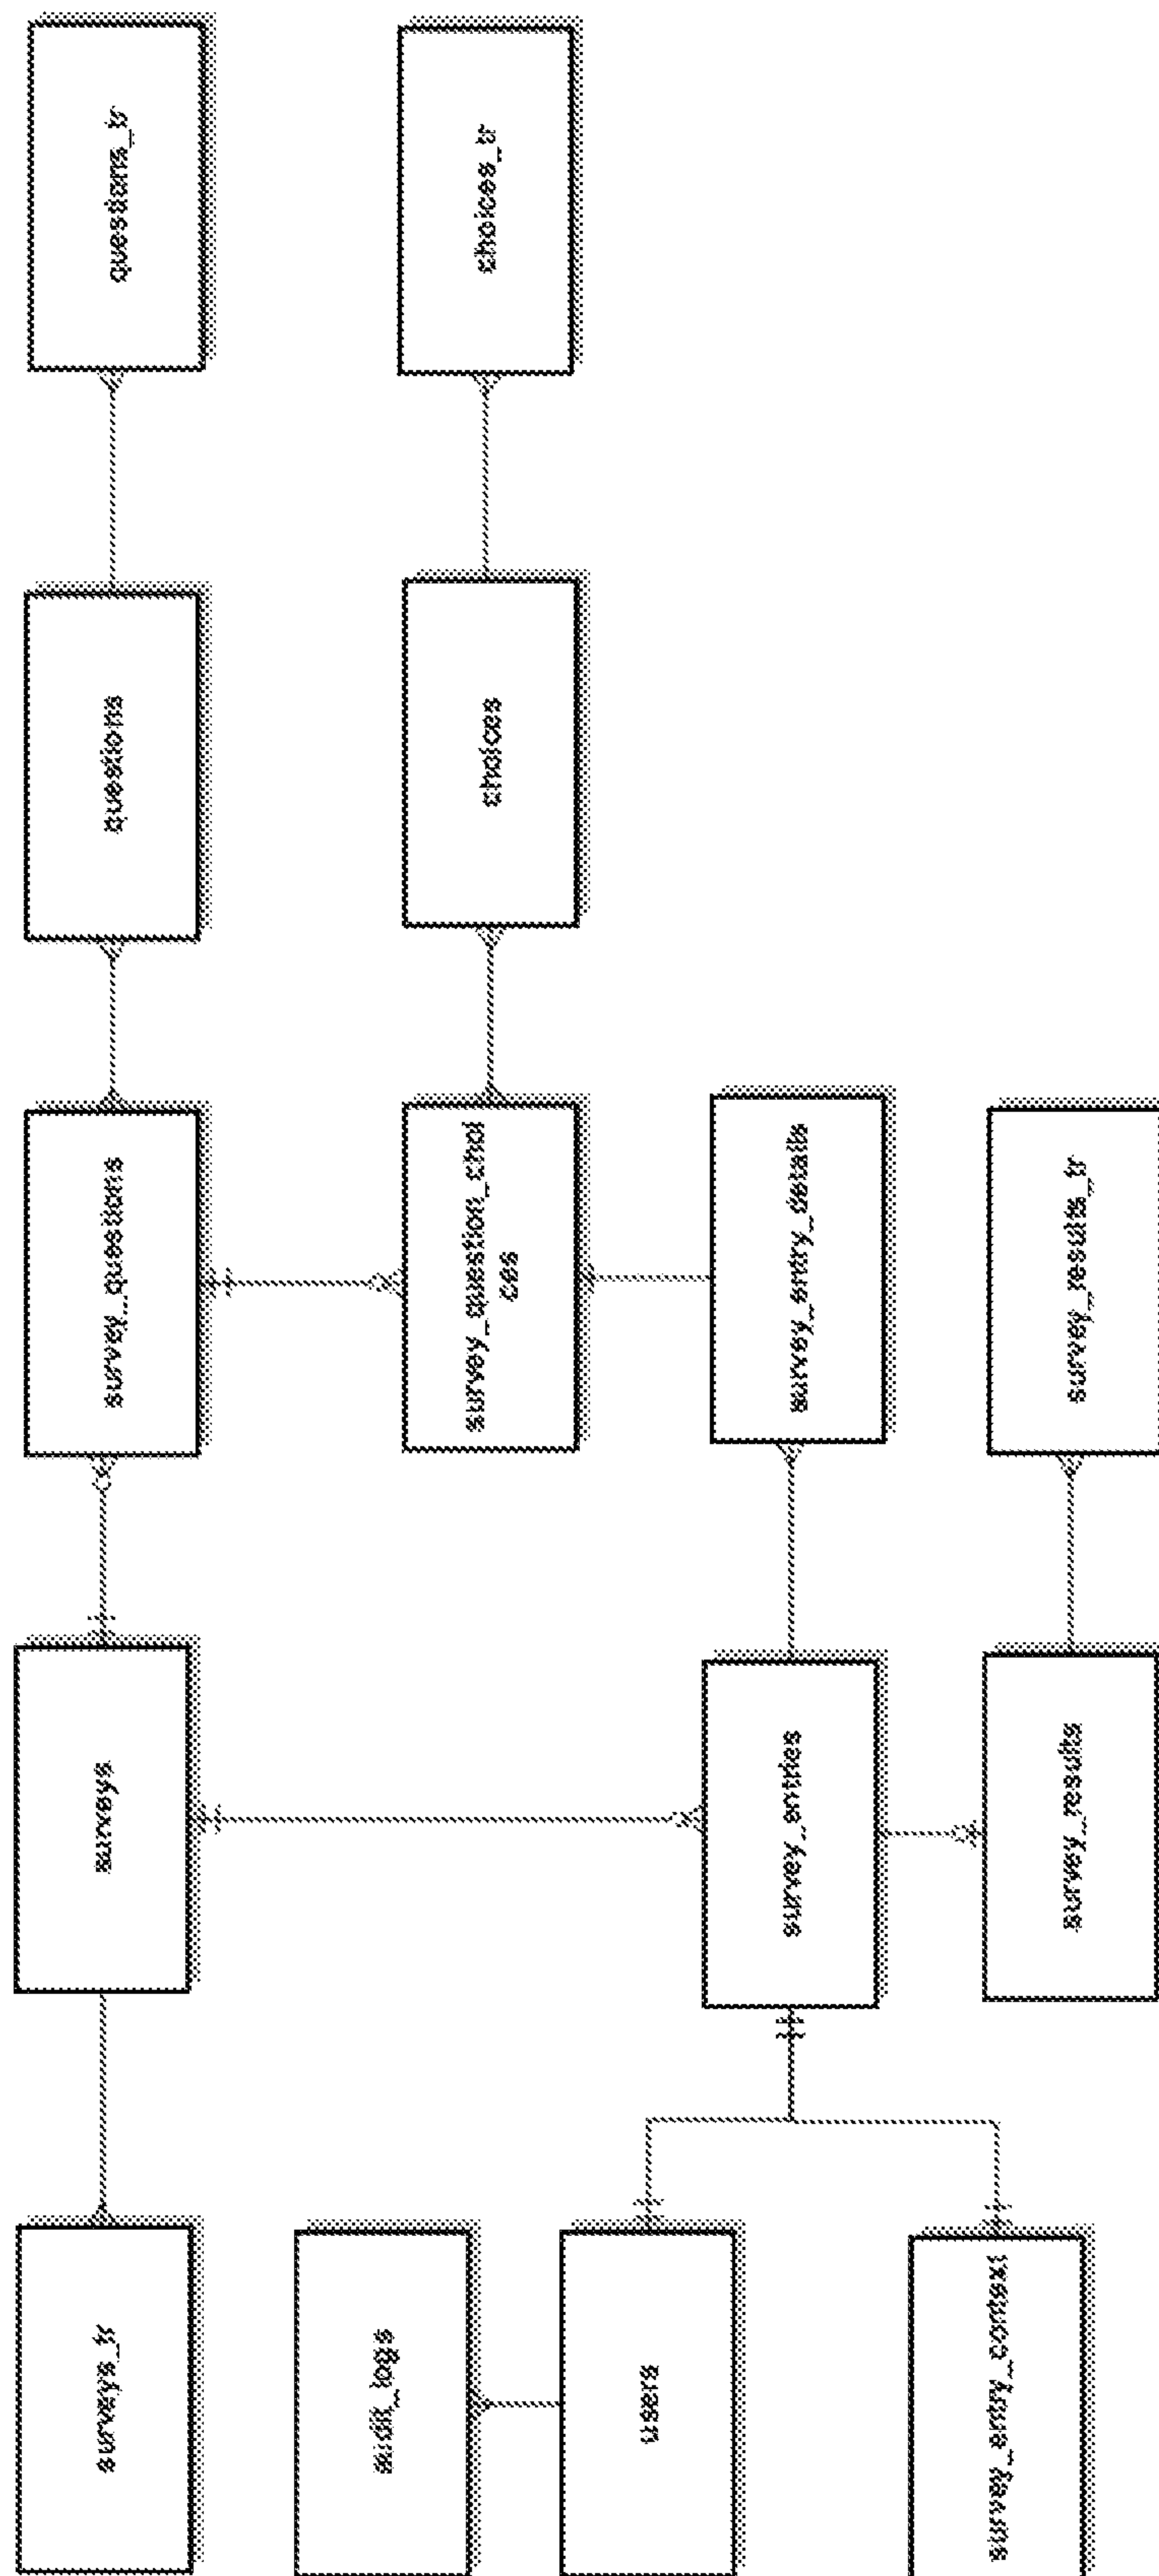 surveys_tr
surveys
survey_questions
questions
questions_tr
audit_logs
survey_question_choi
ces
choices
choices_tr
users
survey_entries
survey_entry_details
survey_entry_context
survey_results
survey_results_tr